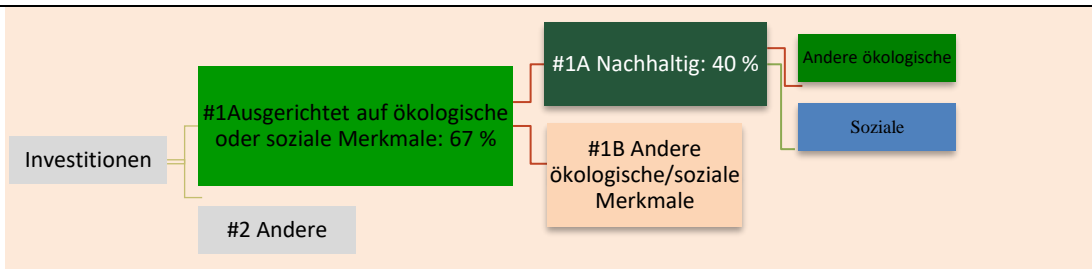 Investitionen
#1Ausgerichtet auf ökologische
oder soziale Merkmale: 67 %
#2 Andere
#1A Nachhaltig: 40 %
#1B Andere
ökologische/soziale
Merkmale
Andere ökologische
Soziale